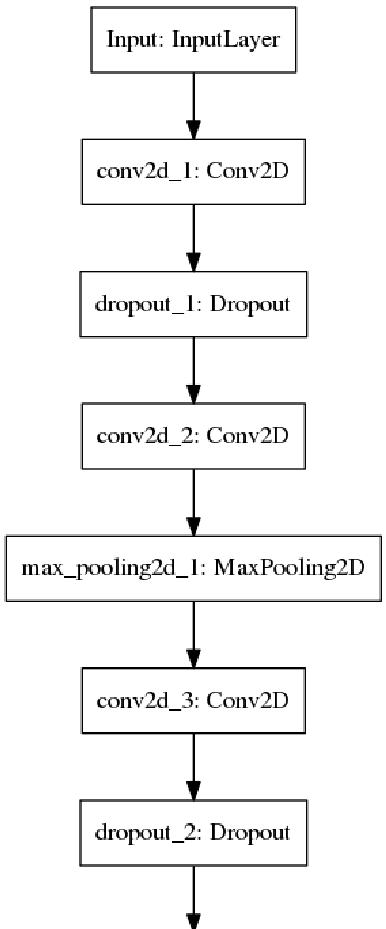 Input: InputLayer
conv2d_1: Conv2D
dropout_1: Dropout
conv2d_2: Conv2D
max_pooling2d_1: MaxPooling2D
conv2d_3: Conv2D
dropout_2: Dropout